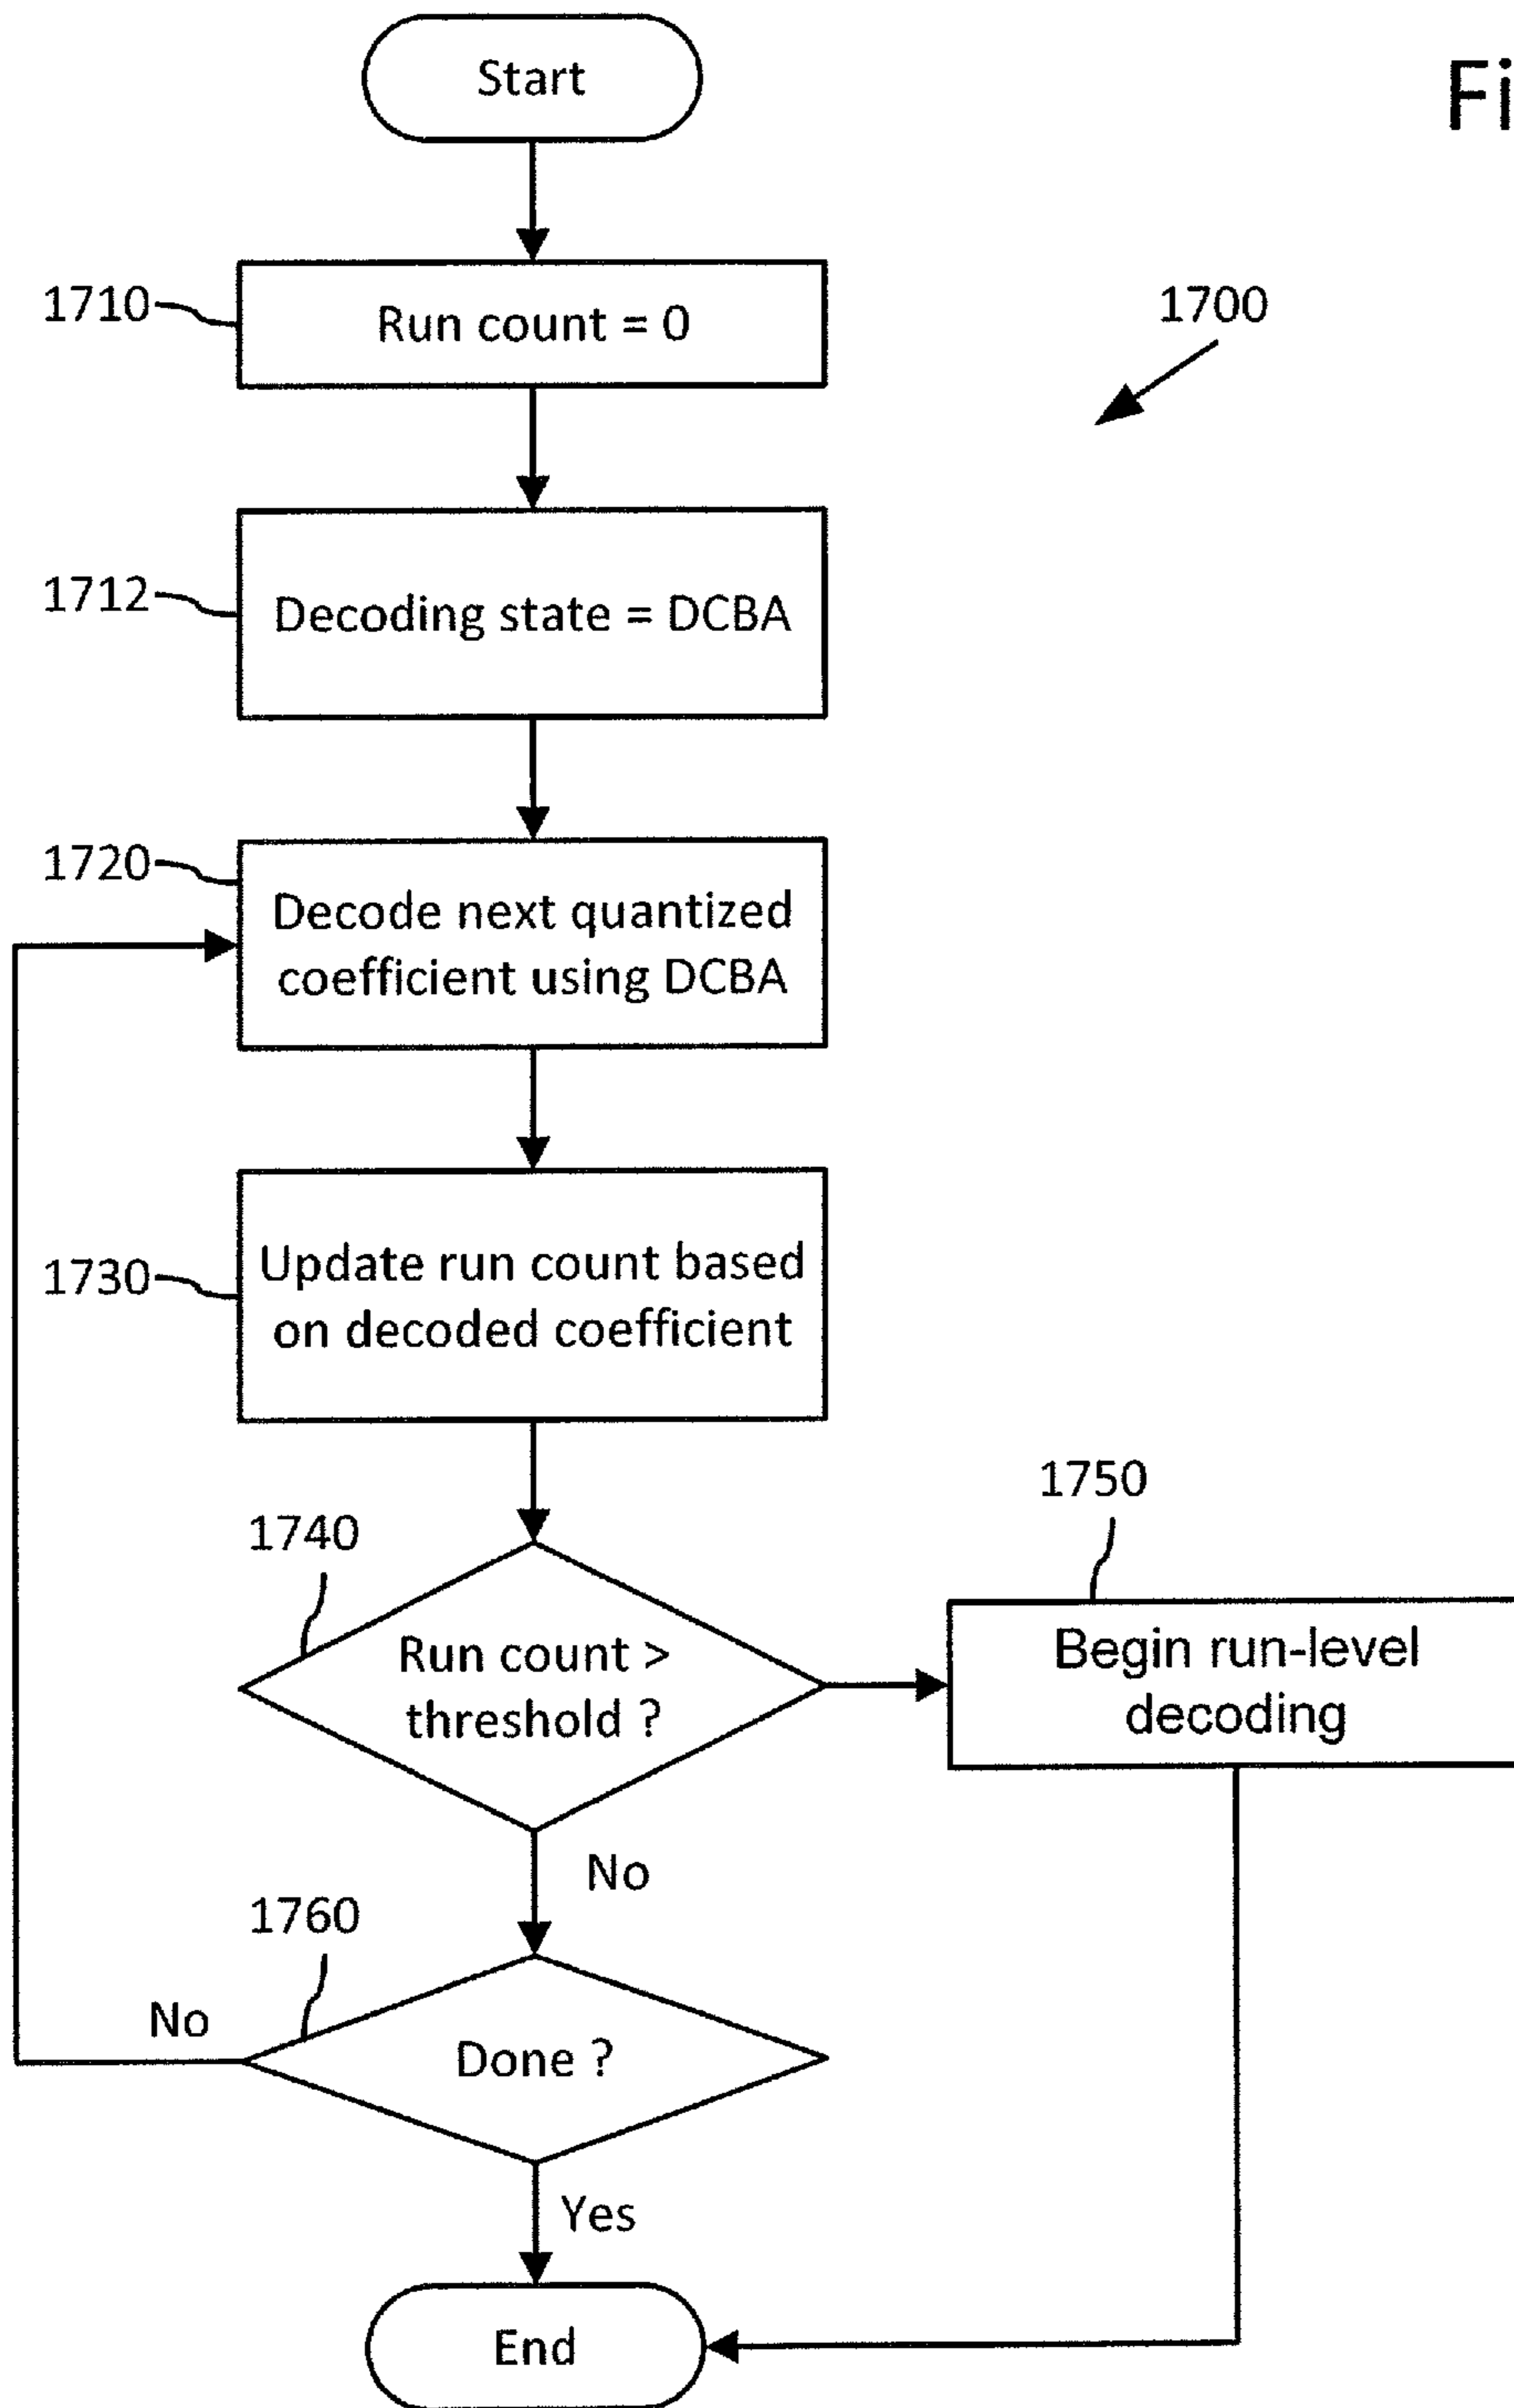 Start
Fi
1710
Run count = 0
1700
1712
Decoding state = DCBA
1720
Decode next quantized
coefficient using DCBA
1730
Update run count based
on decoded coefficient
1740
Run count >
threshold ?
1750
Begin run-level
decoding
No
1760
No
Done ?
Yes
End